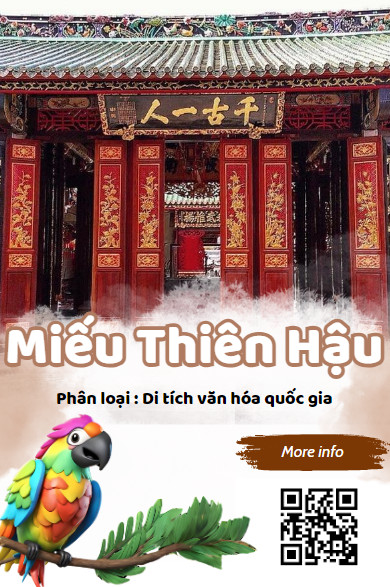 千古一人
Miếu Thiên Hậu
Phân loại : Di tích văn hóa quốc gia
More info